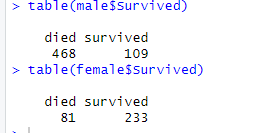 > table(male$Survived)
died survived
468 109
> table(female$Survived)
died survived
81 233
>